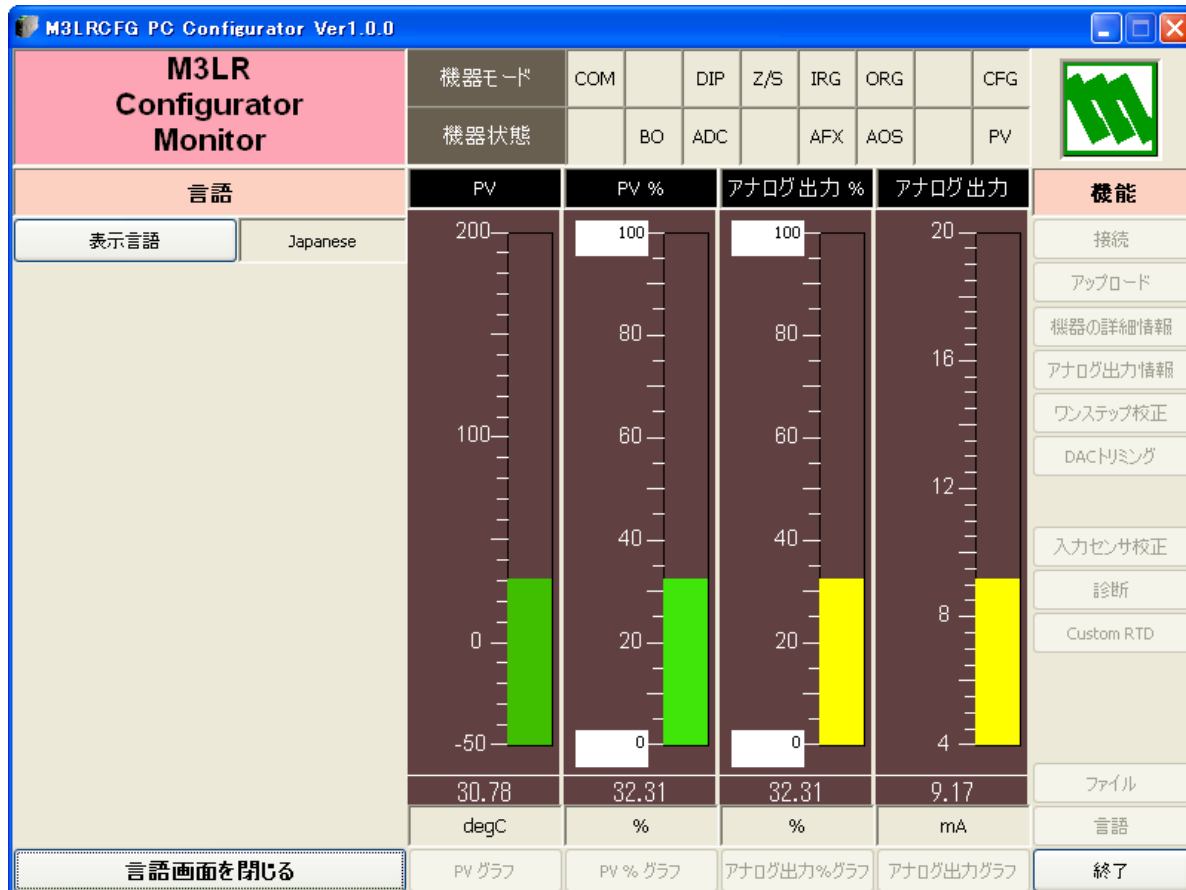 M3LRCFG PC Configurator Ver1.0.0
M3LR
Configurator
Monitor
機器モード
COM
DIP
Z/S
IRG
ORG
CFG
機器状態
BO
ADC
AFX
AOS
PV
言語
表示言語
Japanese
言語画面を閉じる
PV
200
100
0
-50
30.78
degC
PV グラフ
PV %
100
80
60
40
20
0
32.31
%
PV % グラフ
アナログ出力 %
100
80
60
40
20
0
32.31
%
アナログ出力%グラフ
アナログ出力
20
16
12
8
4
9.17
mA
アナログ出力グラフ
機能
接続
アップロード
機器の詳細情報
アナログ出力情報
ワンステップ校正
DACトリミング
入力センサ校正
診断
Custom RTD
ファイル
言語
終了